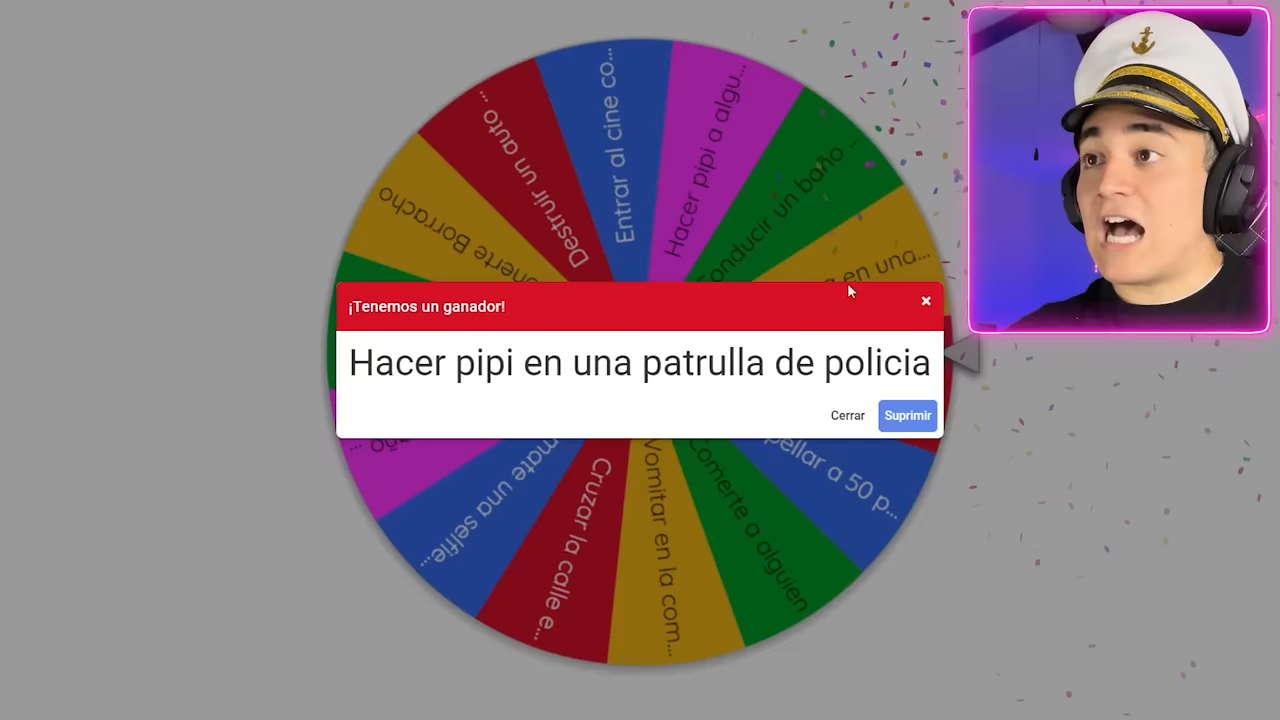 Destruir un auto ...
Entrar al cine co...
Hacer pipi a algu...
Conducir un baño ...
en una...
onerte Borracho
¡Tenemos un ganador!
Hacer pipi en una patrulla de policia
Cerrar
Suprimir
mate una selfie...
Cruzar la calle e...
Vomitar en la com...
Comerte a alguien
pellar a 50 p...